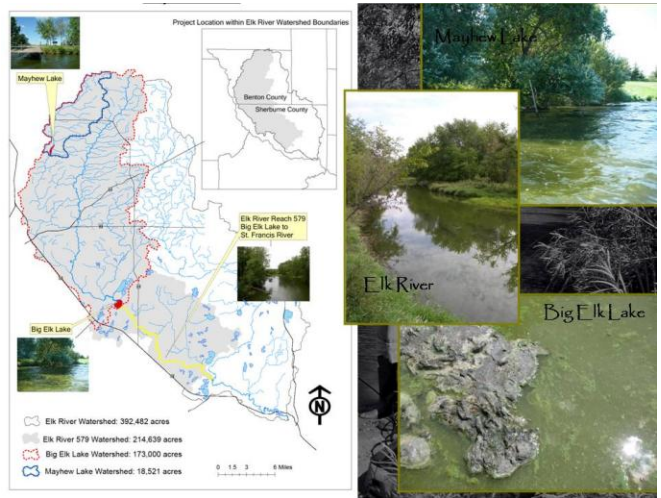 Project Location within Elk River Watershed Boundaries
Mayhew Lake
Benton County
Sherburne County
Elk River Reach 579
Big Elk Lake to
St. Francis River
Big Elk Lake
N
Elk River Watershed: 392,482 acres
Elk River 579 Watershed: 214,639 acres
Big Elk Lake Watershed: 173,000 acres
Mayhew Lake Watershed: 18,521 acres
0 1.5 3 6 Miles
Mayhew Lake
Elk River
Big Elk Lake